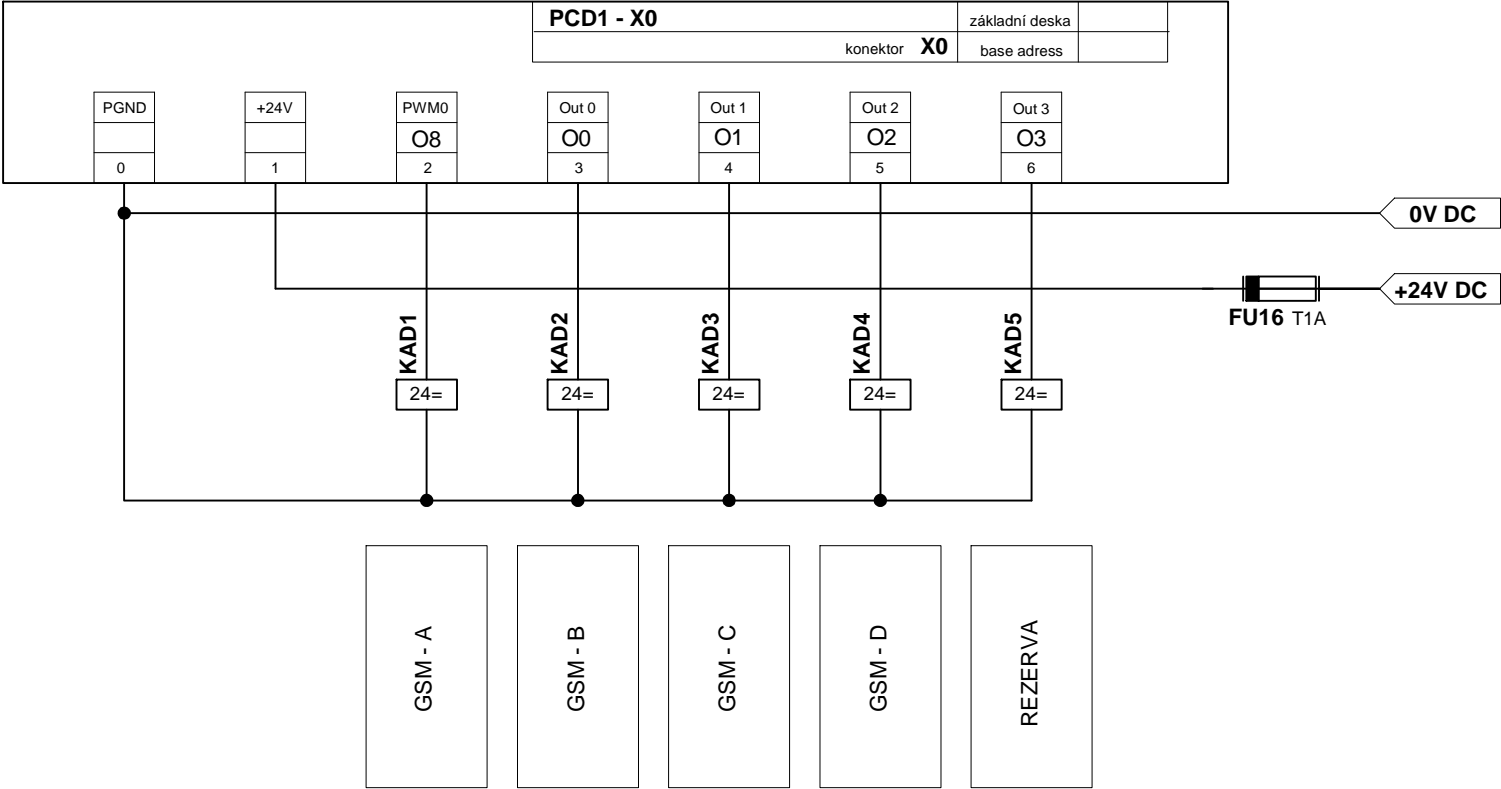 PCD1 - X0 základní deska
konektor X0 base adress
PGND +24V PWM0 Out 0 Out 1 Out 2 Out 3
O8 O0 O1 O2 O3
0 1 2 3 4 5 6
0V DC
+24V DC
FU16 T1A
KAD1 KAD2 KAD3 KAD4 KAD5
24= 24= 24= 24= 24=
GSM - A
GSM - B
GSM - C
GSM - D
REZERVA